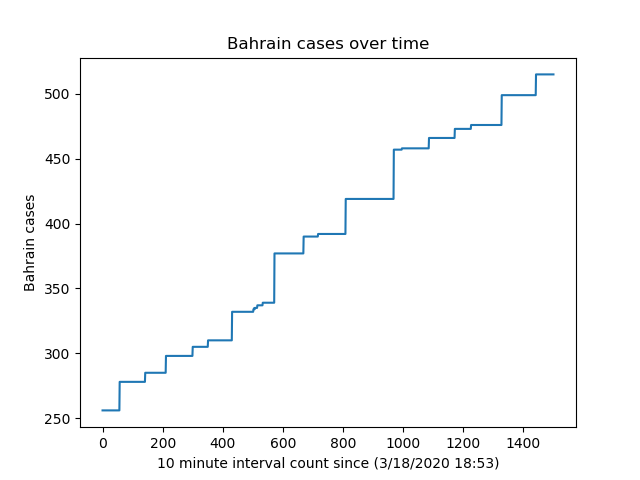 Bahrain cases over time
500
450
400
350
300
250
Bahrain cases
0 200 400 600 800 1000 1200 1400
10 minute interval count since (3/18/2020 18:53)